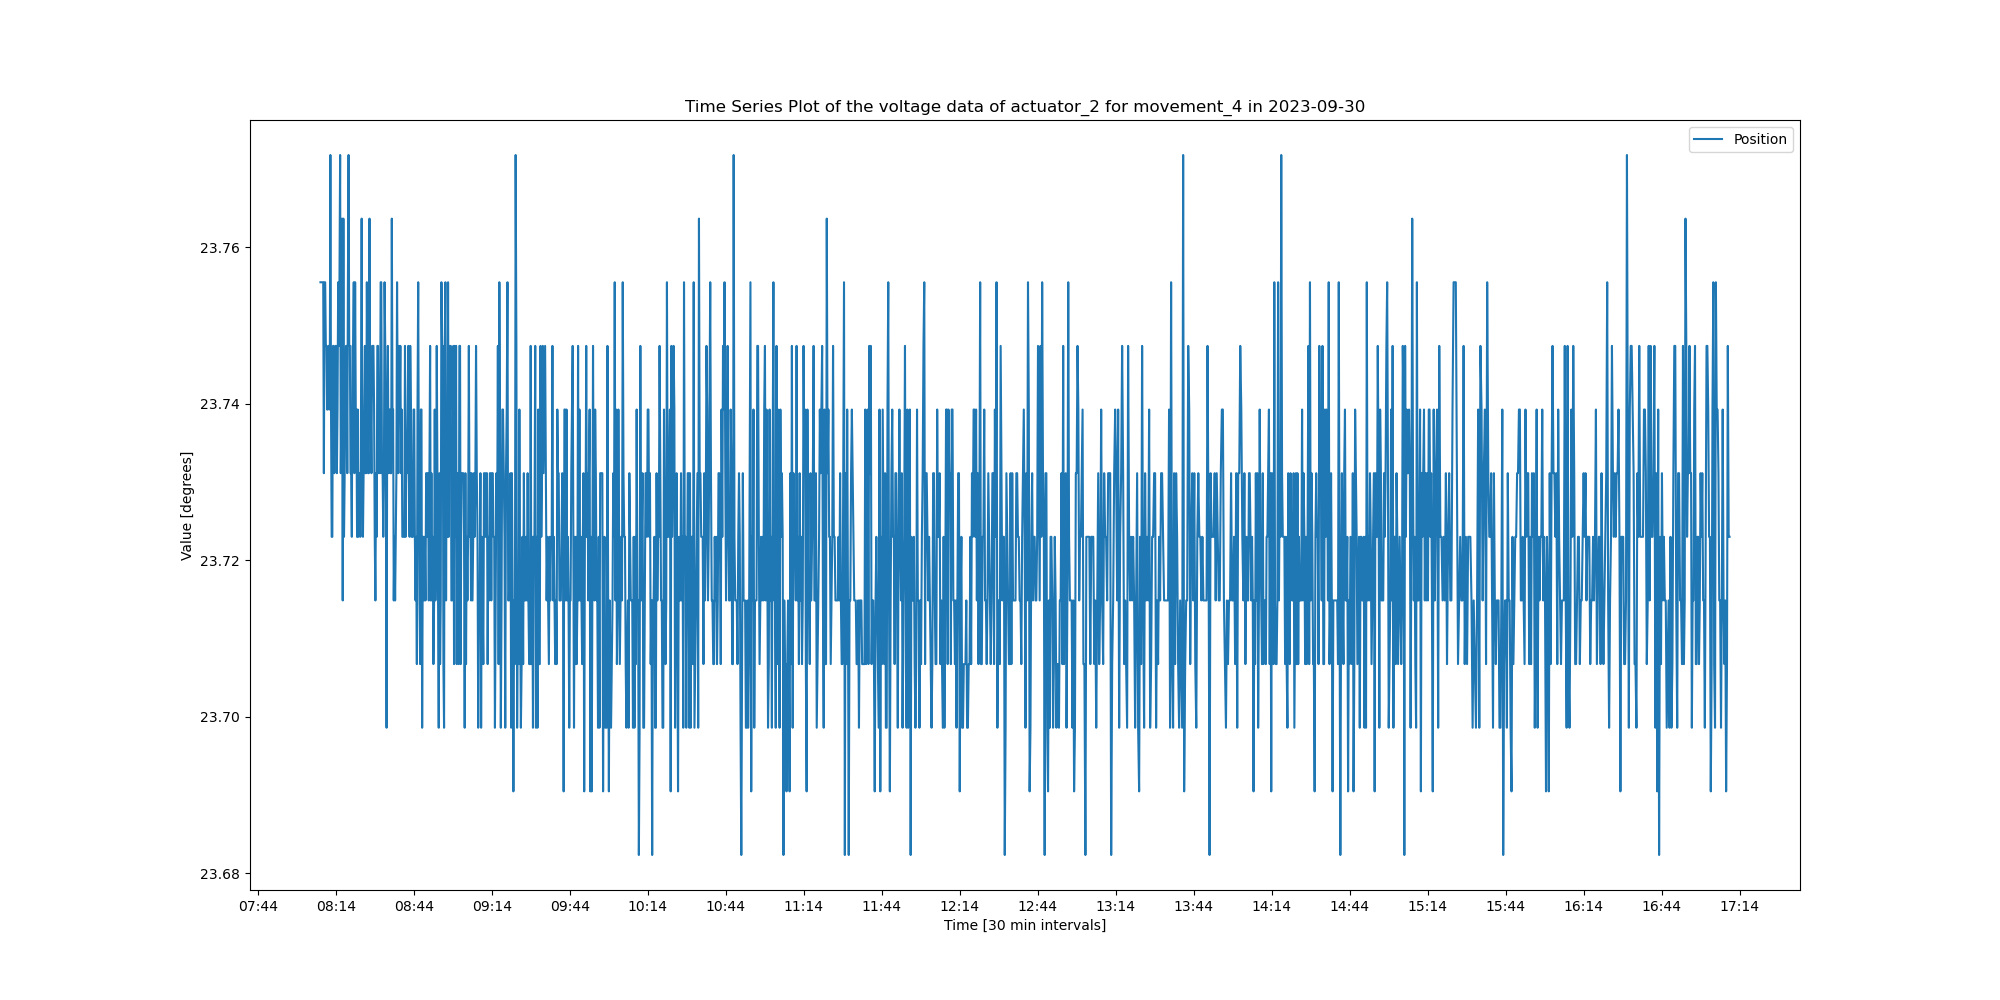 Time Series Plot of the voltage data of actuator_2 for movement_4 in 2023-09-30
Position
Value [degrees]
23.76
23.74
23.72
23.70
23.68
07:44 08:14 08:44 09:14 09:44 10:14 10:44 11:14 11:44 12:14 12:44 13:14 13:44 14:14 14:44 15:14 15:44 16:14 16:44 17:14
Time [30 min intervals]